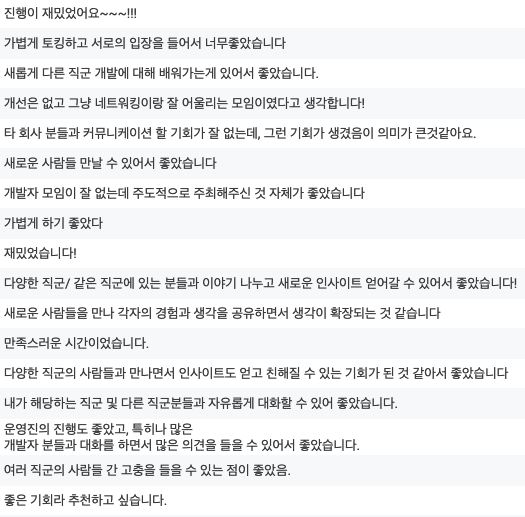 진행이 재밌었어요~~~!!!
가볍게 토킹하고 서로의 입장을 들어서 너무좋았습니다
새롭게 다른 직군 개발에 대해 배워가는게 있어서 좋았습니다.
개선은 없고 그냥 네트워킹이랑 잘 어울리는 모임이였다고 생각합니다!
타 회사 분들과 커뮤니케이션 할 기회가 잘 없는데, 그런 기회가 생겼음이 의미가 큰것같아요.
새로운 사람들 만날 수 있어서 좋았습니다
개발자 모임이 잘 없는데 주도적으로 주최해주신 것 자체가 좋았습니다
가볍게 하기 좋았다
재밌었습니다!
다양한 직군/ 같은 직군에 있는 분들과 이야기 나누고 새로운 인사이트 얻어갈 수 있어서 좋았습니다!
새로운 사람들을 만나 각자의 경험과 생각을 공유하면서 생각이 확장되는 것 같습니다
만족스러운 시간이었습니다.
다양한 직군의 사람들과 만나면서 인사이트도 얻고 친해질 수 있는 기회가 된 것 같아서 좋았습니다
내가 해당하는 직군 및 다른 직군분들과 자유롭게 대화할 수 있어 좋았습니다.
운영진의 진행도 좋았고, 특히나 많은
개발자 분들과 대화를 하면서 많은 의견을 들을 수 있어서 좋았습니다.
여러 직군의 사람들 간 고충을 들을 수 있는 점이 좋았음.
좋은 기회라 추천하고 싶습니다.